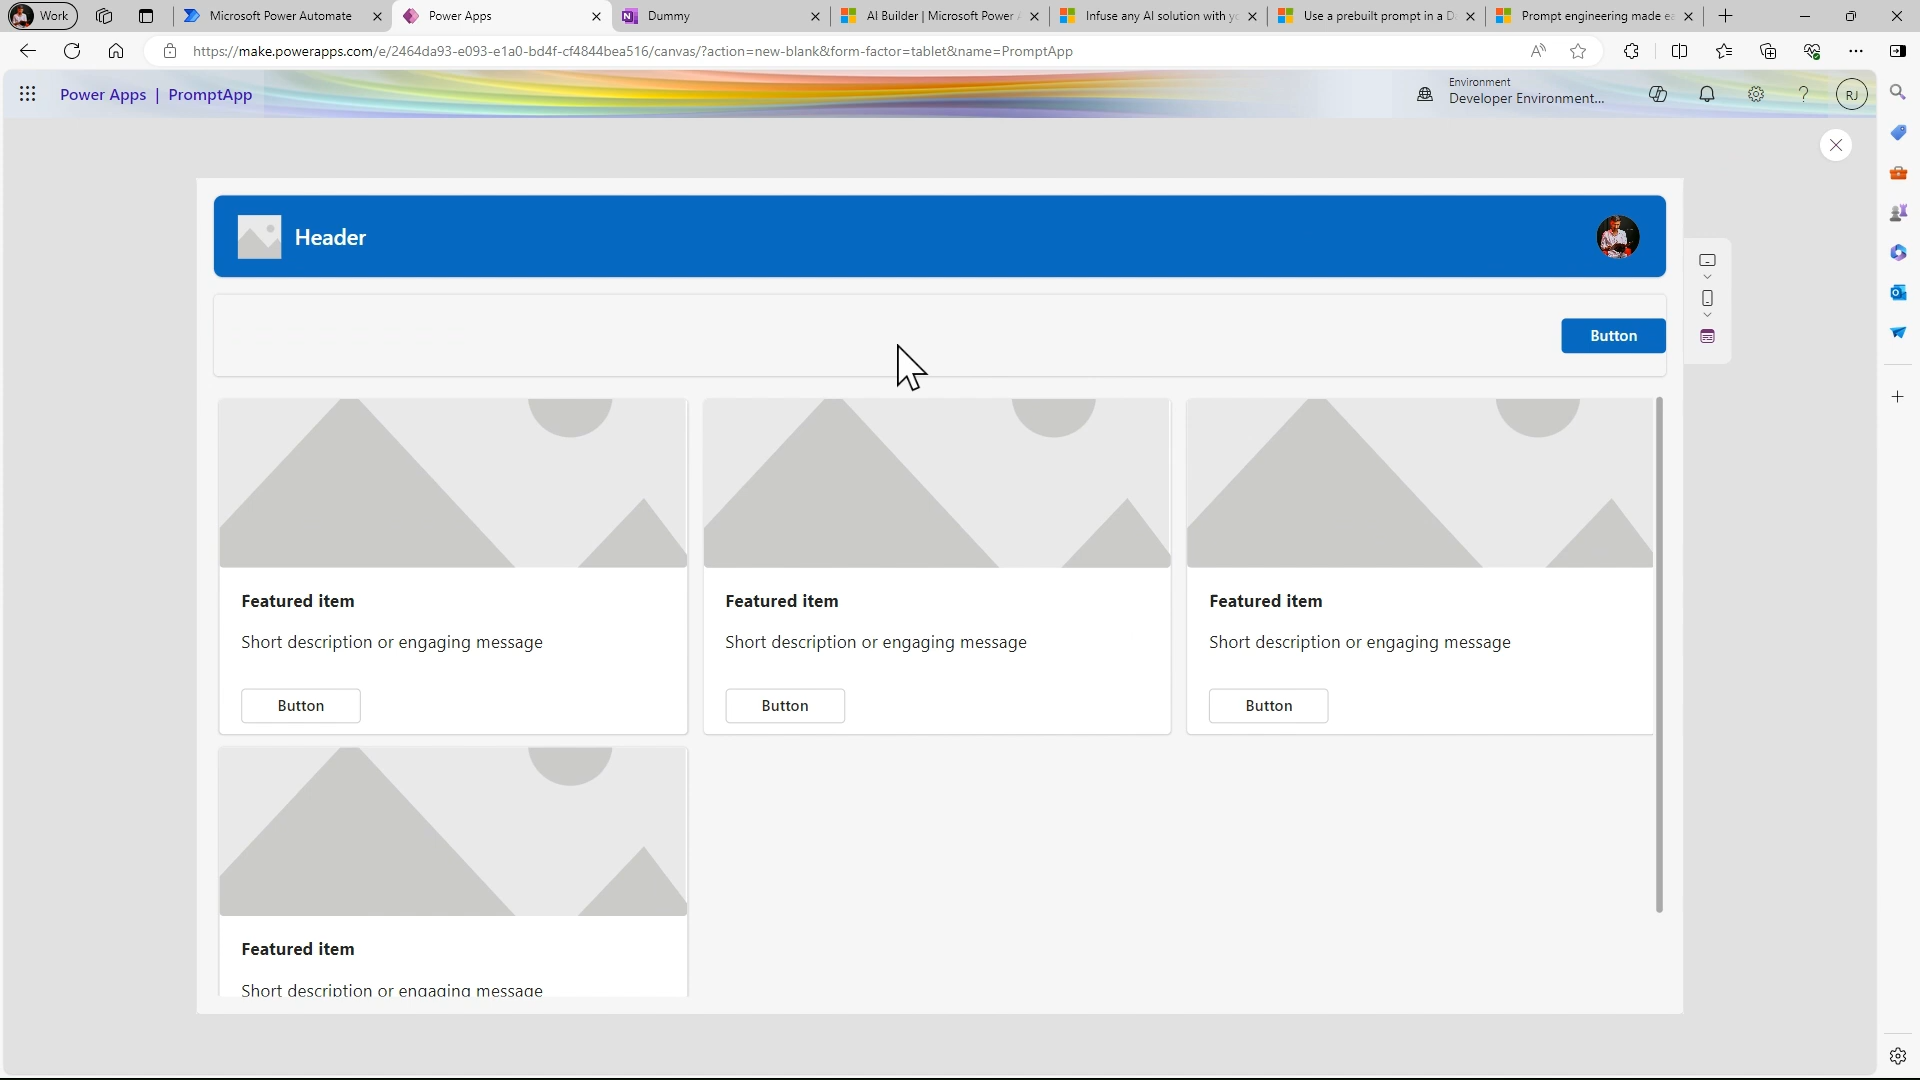 Work
Microsoft Power Automate
Power Apps
Dummy
AI Builder | Microsoft Power
Infuse any AI solution with
Use a prebuilt prompt in a
Prompt engineering made
https://make.powerapps.com/e/2464da93-e093-e1a0-bd4f-cf4844bea516/canvas/?action=new-blank&form-factor=tablet&name=PromptApp
Power Apps | PromptApp
Environment
Developer Environment...
RJ
Header
Button
Featured item
Short description or engaging message
Button
Featured item
Short description or engaging message
Button
Featured item
Short description or engaging message
Button
Featured item
Short description or engaging message